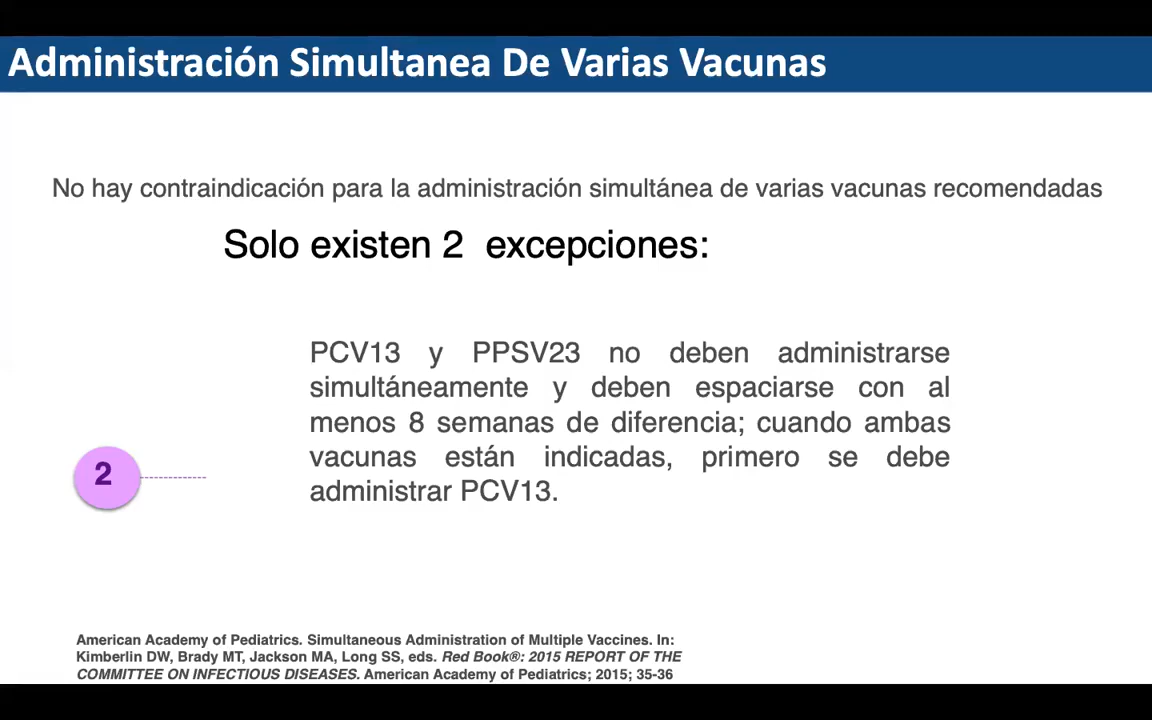 Administración Simultanea De Varias Vacunas
No hay contraindicación para la administración simultánea de varias vacunas recomendadas
Solo existen 2 excepciones:
PCV13 y PPSV23 no deben administrarse
simultáneamente y deben espaciarse con al
menos 8 semanas de diferencia; cuando ambas
vacunas están indicadas, primero se debe
administrar PCV13.
2
American Academy of Pediatrics. Simultaneous Administration of Multiple Vaccines. In:
Kimberlin DW, Brady MT, Jackson MA, Long SS, eds. Red Book®: 2015 REPORT OF THE
COMMITTEE ON INFECTIOUS DISEASES. American Academy of Pediatrics; 2015; 35-36